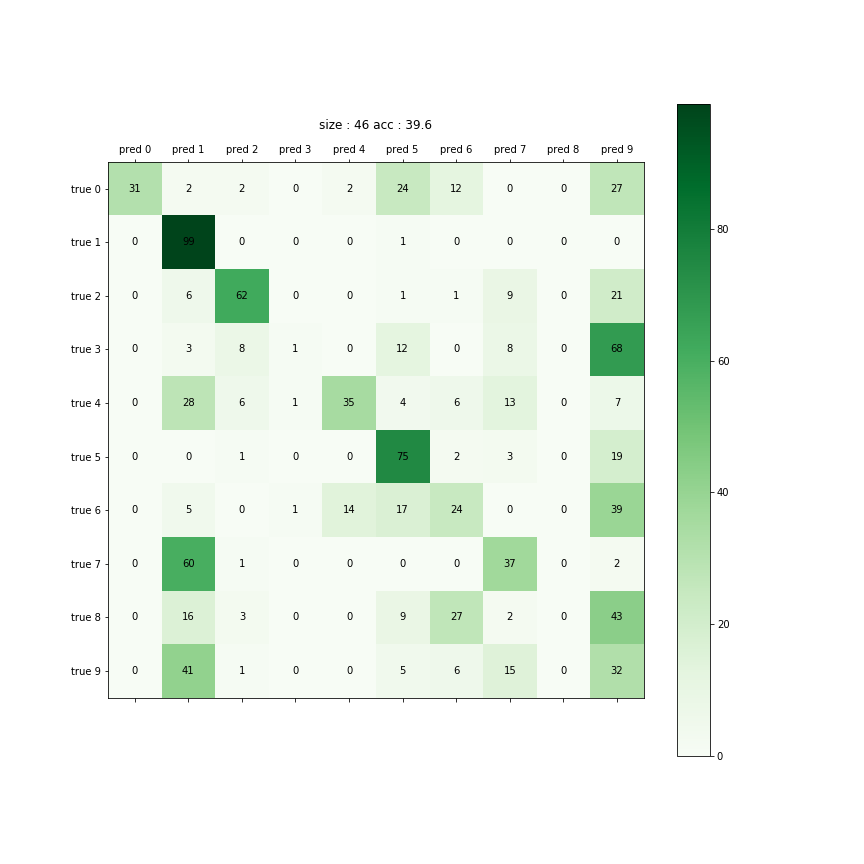 size : 46 acc : 39.6
pred 0 pred 1 pred 2 pred 3 pred 4 pred 5 pred 6 pred 7 pred 8 pred 9
true 0 31 2 2 0 2 24 12 0 0 27
true 1 0 99 0 0 0 1 0 0 0 0
true 2 0 6 62 0 0 1 1 9 0 21
true 3 0 3 8 1 0 12 0 8 0 68
true 4 0 28 6 1 35 4 6 13 0 7
true 5 0 0 1 0 0 75 2 3 0 19
true 6 0 5 0 1 14 17 24 0 0 39
true 7 0 60 1 0 0 0 0 37 0 2
true 8 0 16 3 0 0 9 27 2 0 43
true 9 0 41 1 0 0 5 6 15 0 32
80
60
40
20
0